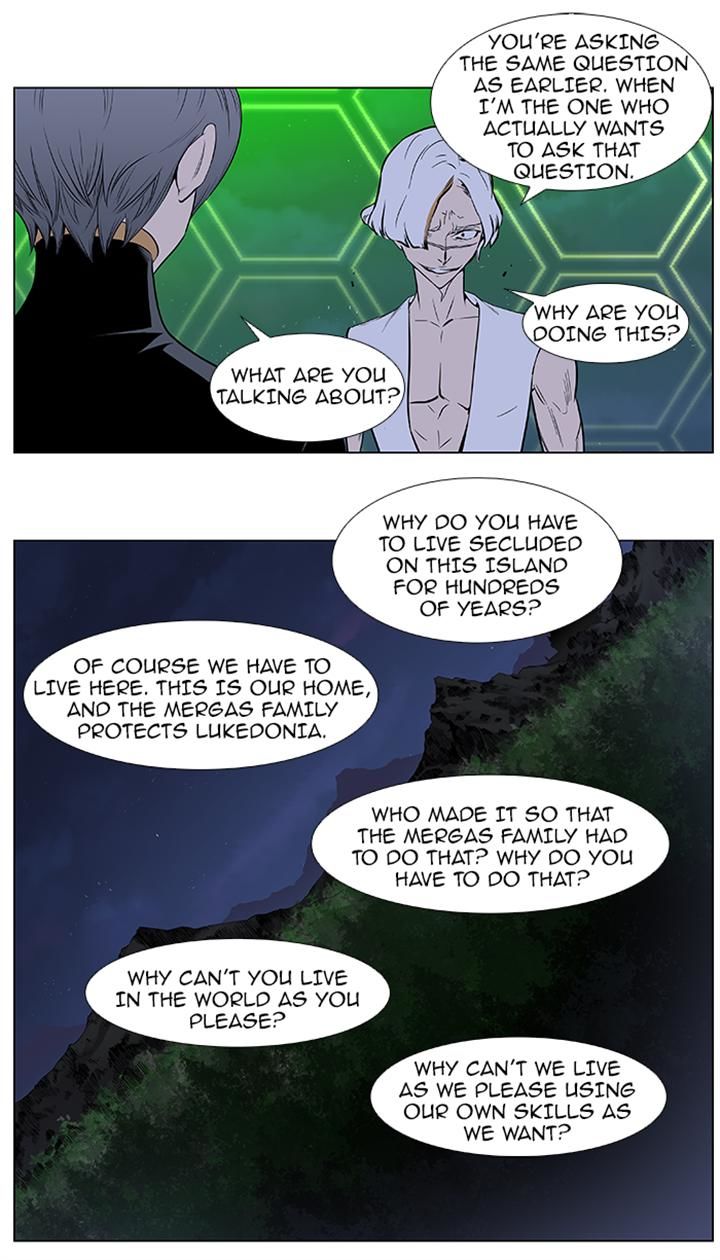 YOU'RE ASKING
THE SAME QUESTION
AS EARLIER. WHEN
I'M THE ONE WHO
ACTUALLY WANTS
TO ASK THAT
QUESTION.
WHY ARE YOU
DOING THIS?
WHAT ARE YOU
TALKING ABOUT?
WHY DO YOU HAVE
TO LIVE SECLUDED
ON THIS ISLAND
FOR HUNDREDS
OF YEARS?
OF COURSE WE HAVE TO
LIVE HERE. THIS IS OUR HOME,
AND THE MERGAS FAMILY
PROTECTS LUKEDONIA.
WHO MADE IT SO THAT
THE MERGAS FAMILY HAD
TO DO THAT? WHY DO YOU
HAVE TO DO THAT?
WHY CAN'T YOU LIVE
IN THE WORLD AS YOU
PLEASE?
WHY CAN'T WE LIVE
AS WE PLEASE USING
OUR OWN SKILLS AS
WE WANT?